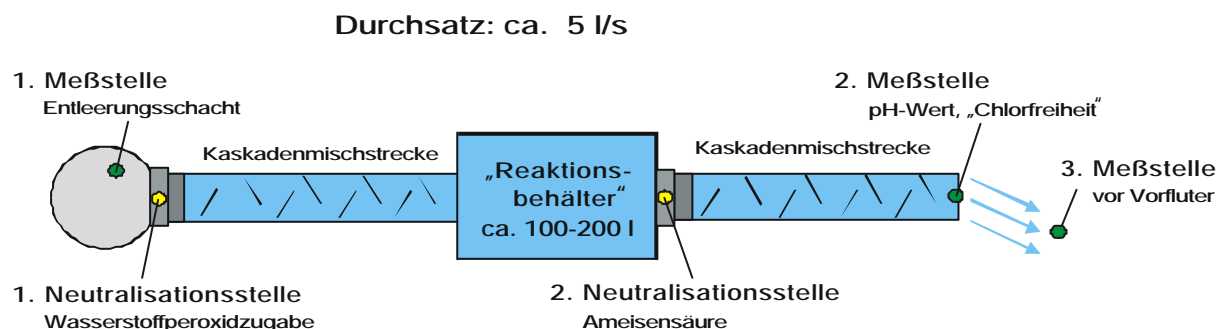 Durchsatz: ca. 5 l/s
1. Meßstelle
Entleerungsschacht
2. Meßstelle
pH-Wert, „Chlorfreiheit“
Kaskadenmischstrecke
Kaskadenmischstrecke
3. Meßstelle
vor Vorfluter
„Reaktions-
behälter“
ca. 100-200 l
1. Neutralisationsstelle
Wasserstoffperoxidzugabe
2. Neutralisationsstelle
Ameisensäure